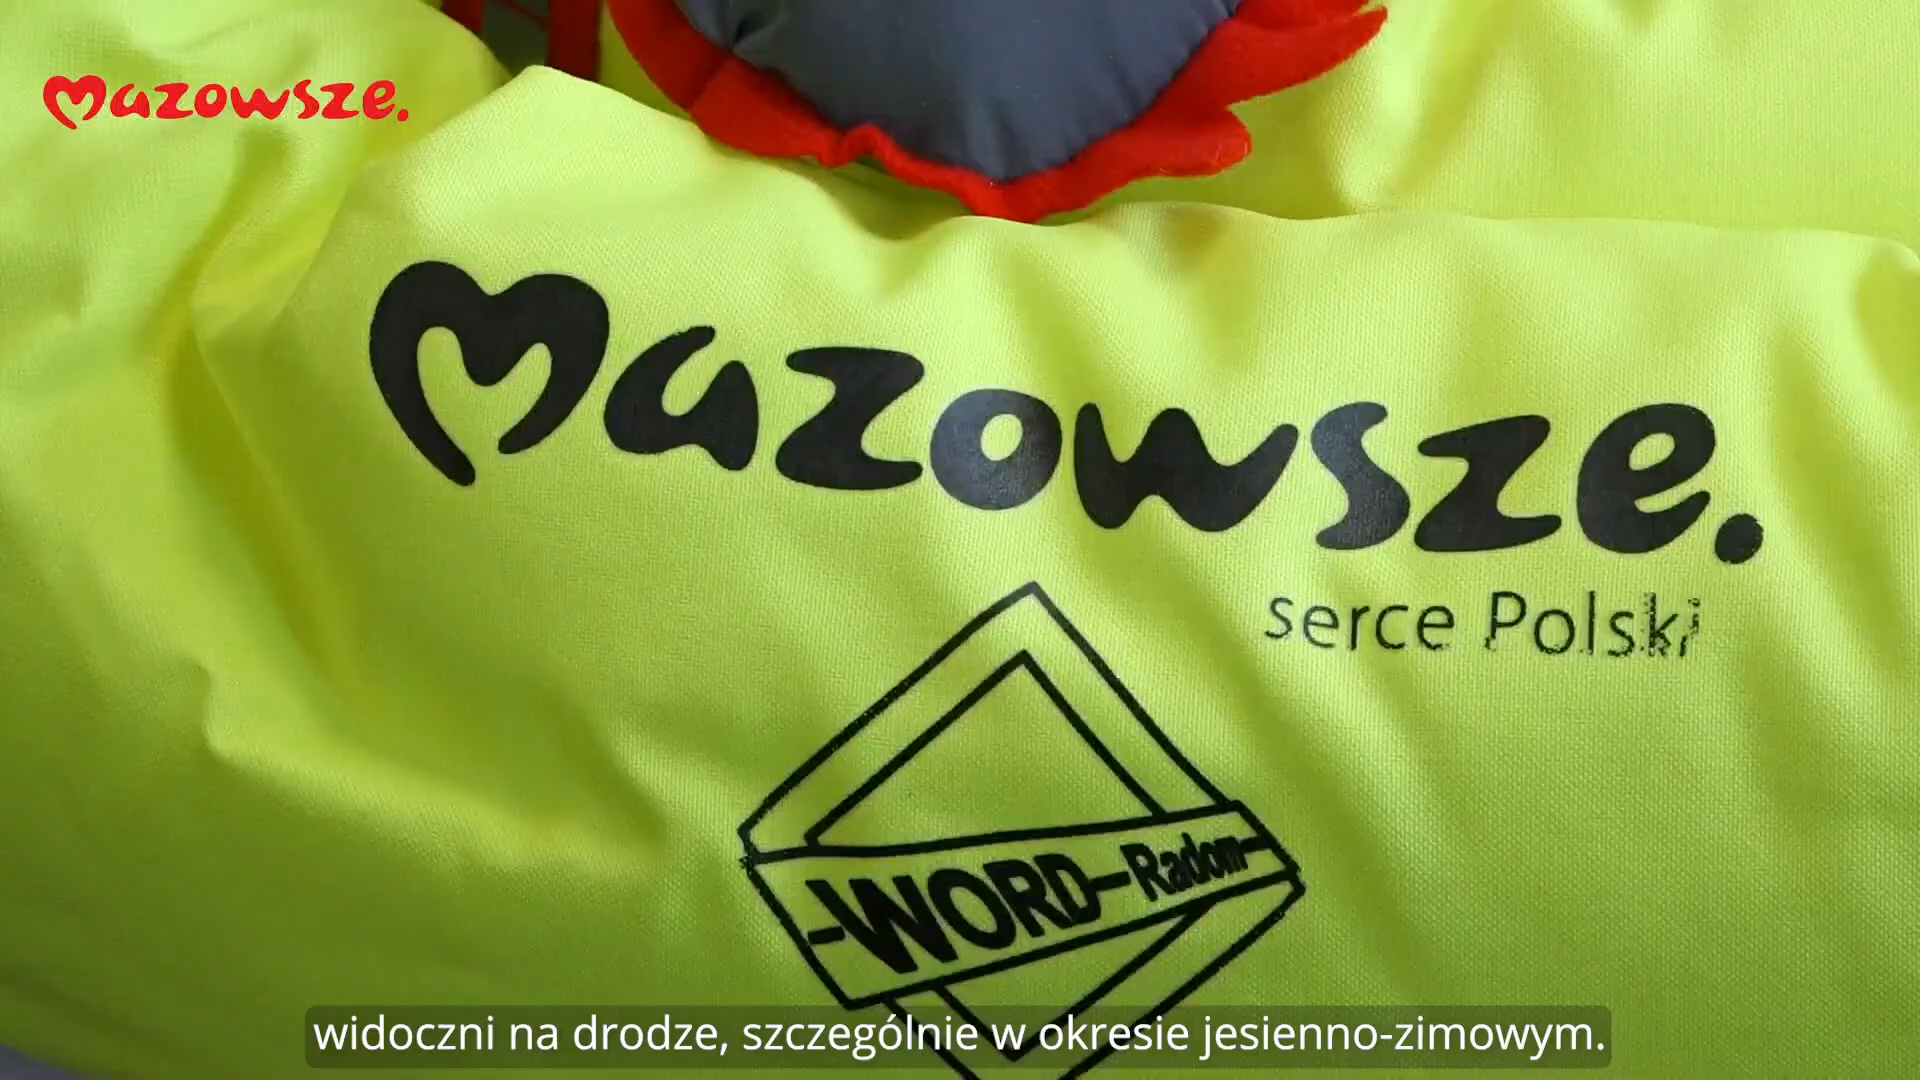 Mazowsze.
Mazowsze.
serce Polski
-WORD-Radom-
widoczni na drodze, szczególnie w okresie jesienno-zimowym.